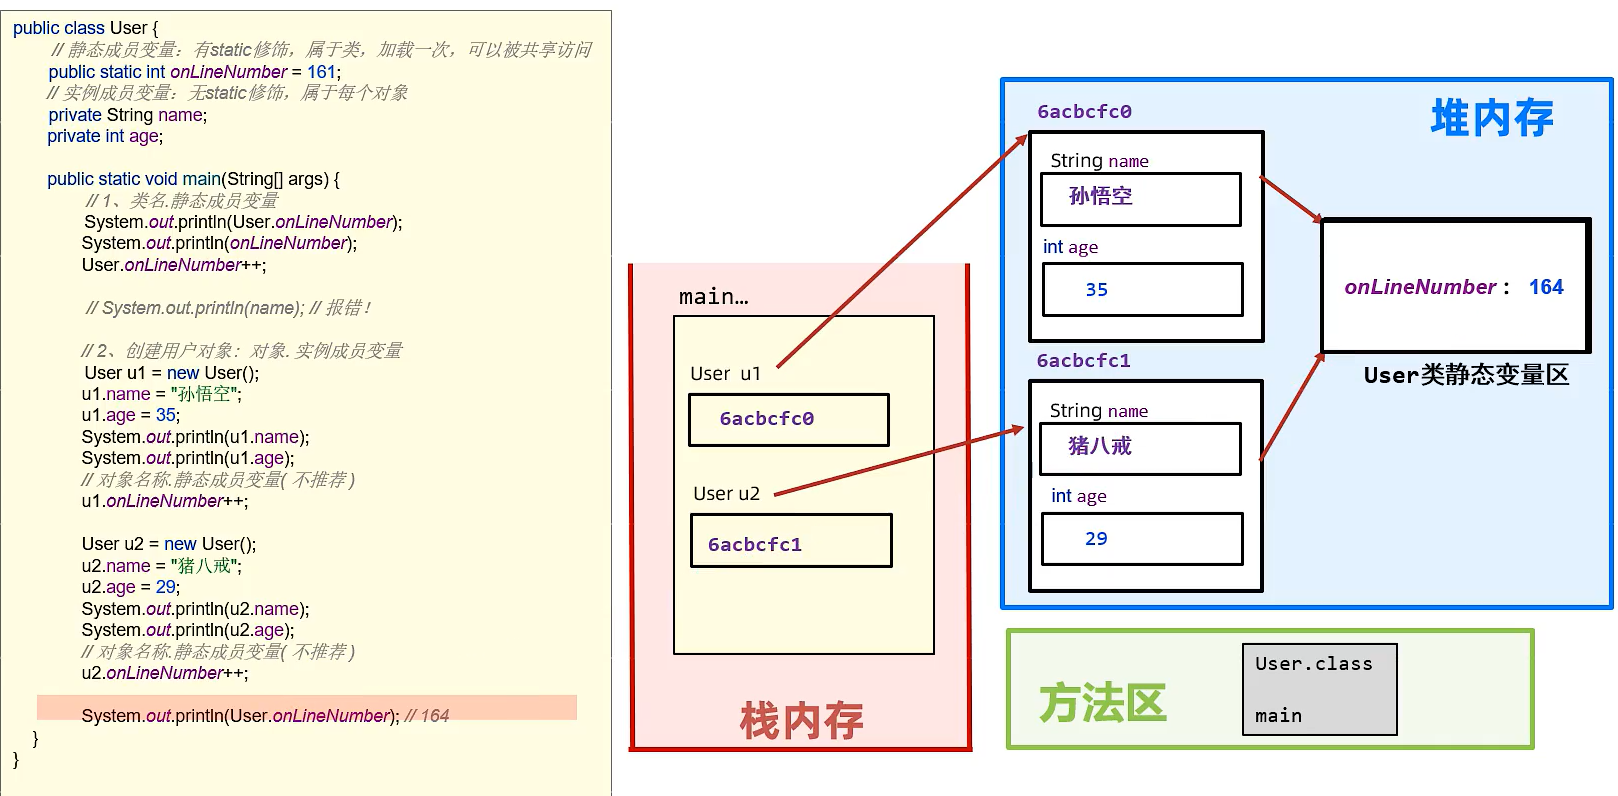 public class User {
// 静态成员变量：有static修饰，属于类，加载一次，可以被共享访问
public static int onLineNumber = 161;
// 实例成员变量：无static修饰，属于每个对象
private String name;
private int age;
public static void main(String[] args) {
// 1、类名.静态成员变量
System.out.println(User.onLineNumber);
System.out.println(onLineNumber);
User.onLineNumber++;
// System.out.println(name); // 报错！
// 2、创建用户对象：对象. 实例成员变量
User u1 = new User();
u1.name = "孙悟空";
u1.age = 35;
System.out.println(u1.name);
System.out.println(u1.age);
// 对象名称.静态成员变量( 不推荐 )
u1.onLineNumber++;
User u2 = new User();
u2.name = "猪八戒";
u2.age = 29;
System.out.println(u2.name);
System.out.println(u2.age);
// 对象名称.静态成员变量( 不推荐 )
u2.onLineNumber++;
System.out.println(User.onLineNumber); // 164
}
}
main…
User u1
6acbcfc0
User u2
6acbcfc1
栈内存
堆内存
6acbcfc0
String name
孙悟空
int age
35
6acbcfc1
String name
猪八戒
int age
29
onLineNumber： 164
User类静态变量区
方法区
User.class
main